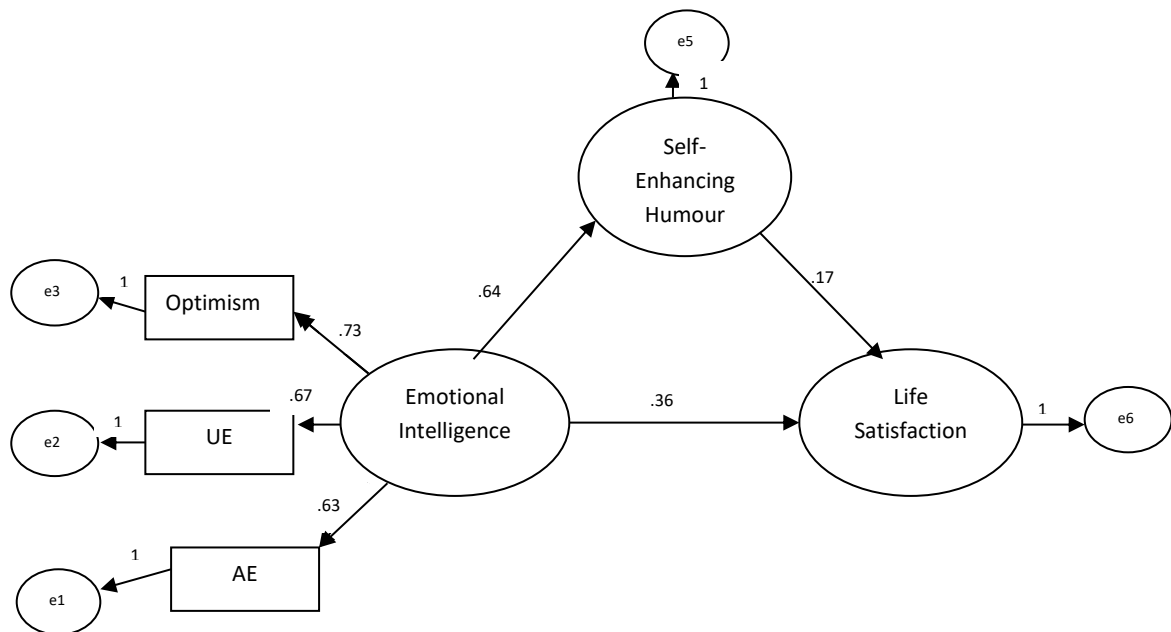 e5
1
Self-
Enhancing
Humour
e3
1
Optimism
.73
.64
.17
e2
1
UE
.67
Emotional
Intelligence
.36
Life
Satisfaction
1
e6
.63
e1
1
AE